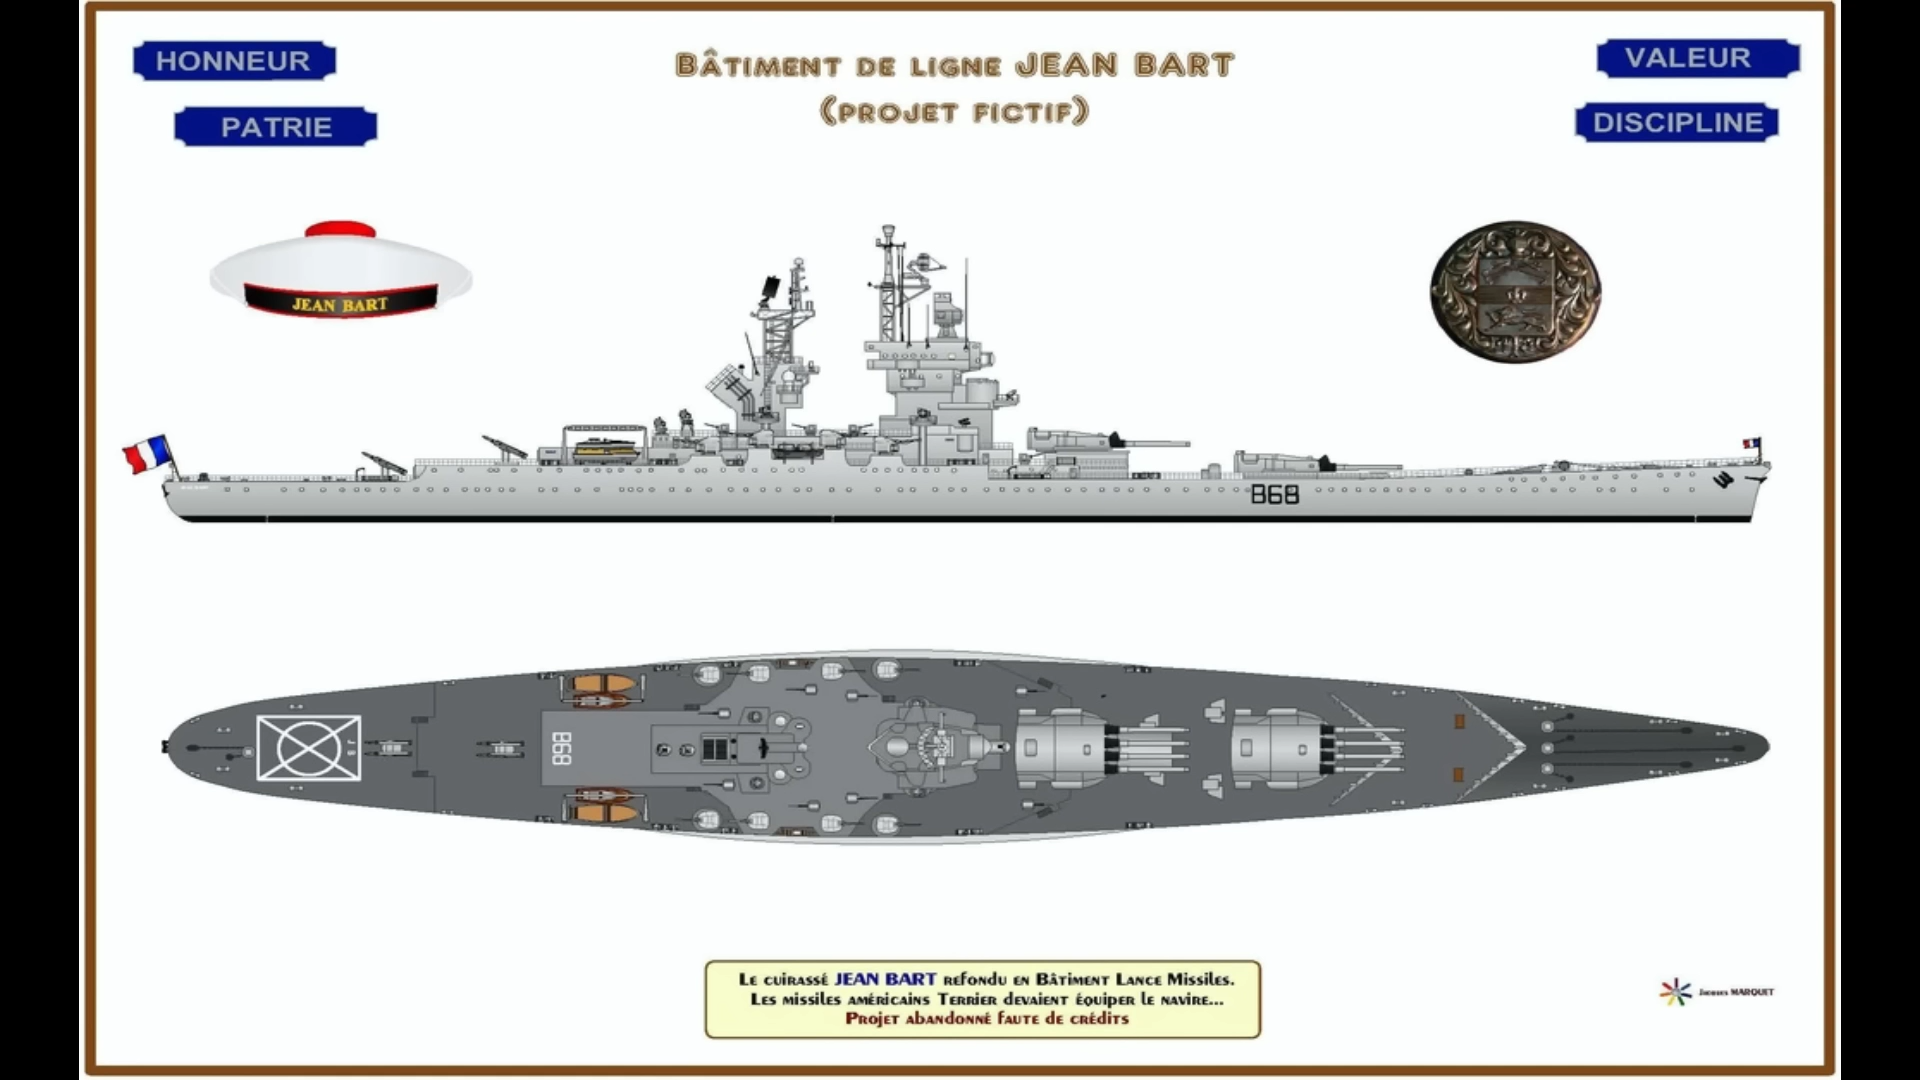 HONNEUR
PATRIE
BÂTIMENT DE LIGNE JEAN BART
(PROJET FICTIF)
VALEUR
DISCIPLINE
JEAN BART
B68
B68
LE CUIRASSÉ JEAN BART REFONDU EN BÂTIMENT LANCE MISSILES.
LES MISSILES AMÉRICAINS TERRIER DEVAIENT ÉQUIPER LE NAVIRE...
PROJET ABANDONNÉ FAUTE DE CRÉDITS
Jacques MARQUET